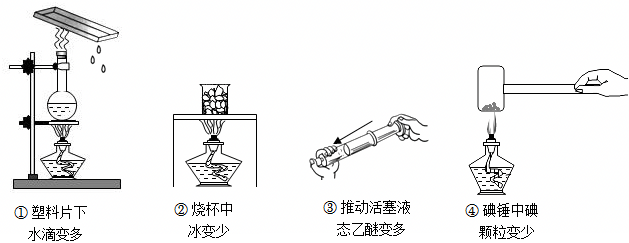 ①塑料片下
水滴变多
②烧杯中
冰变少
③推动活塞液
态乙醚变多
④碘锤中碘
颗粒变少